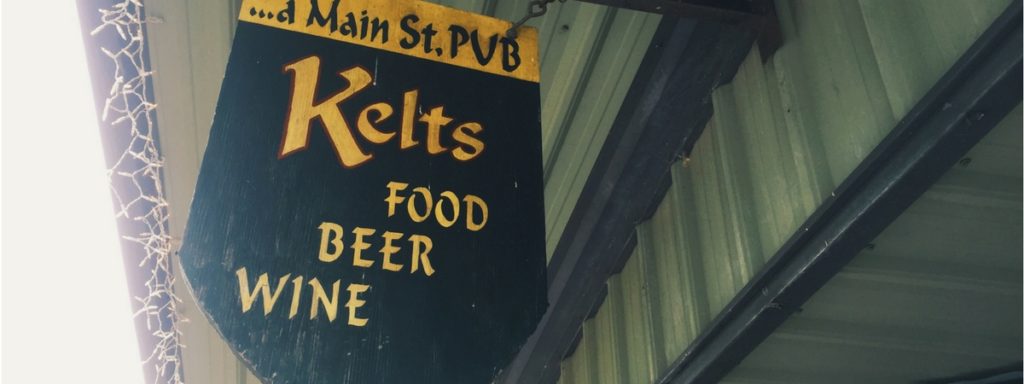 ...a Main St. PUB
Kelts
FOOD
BEER
WINE